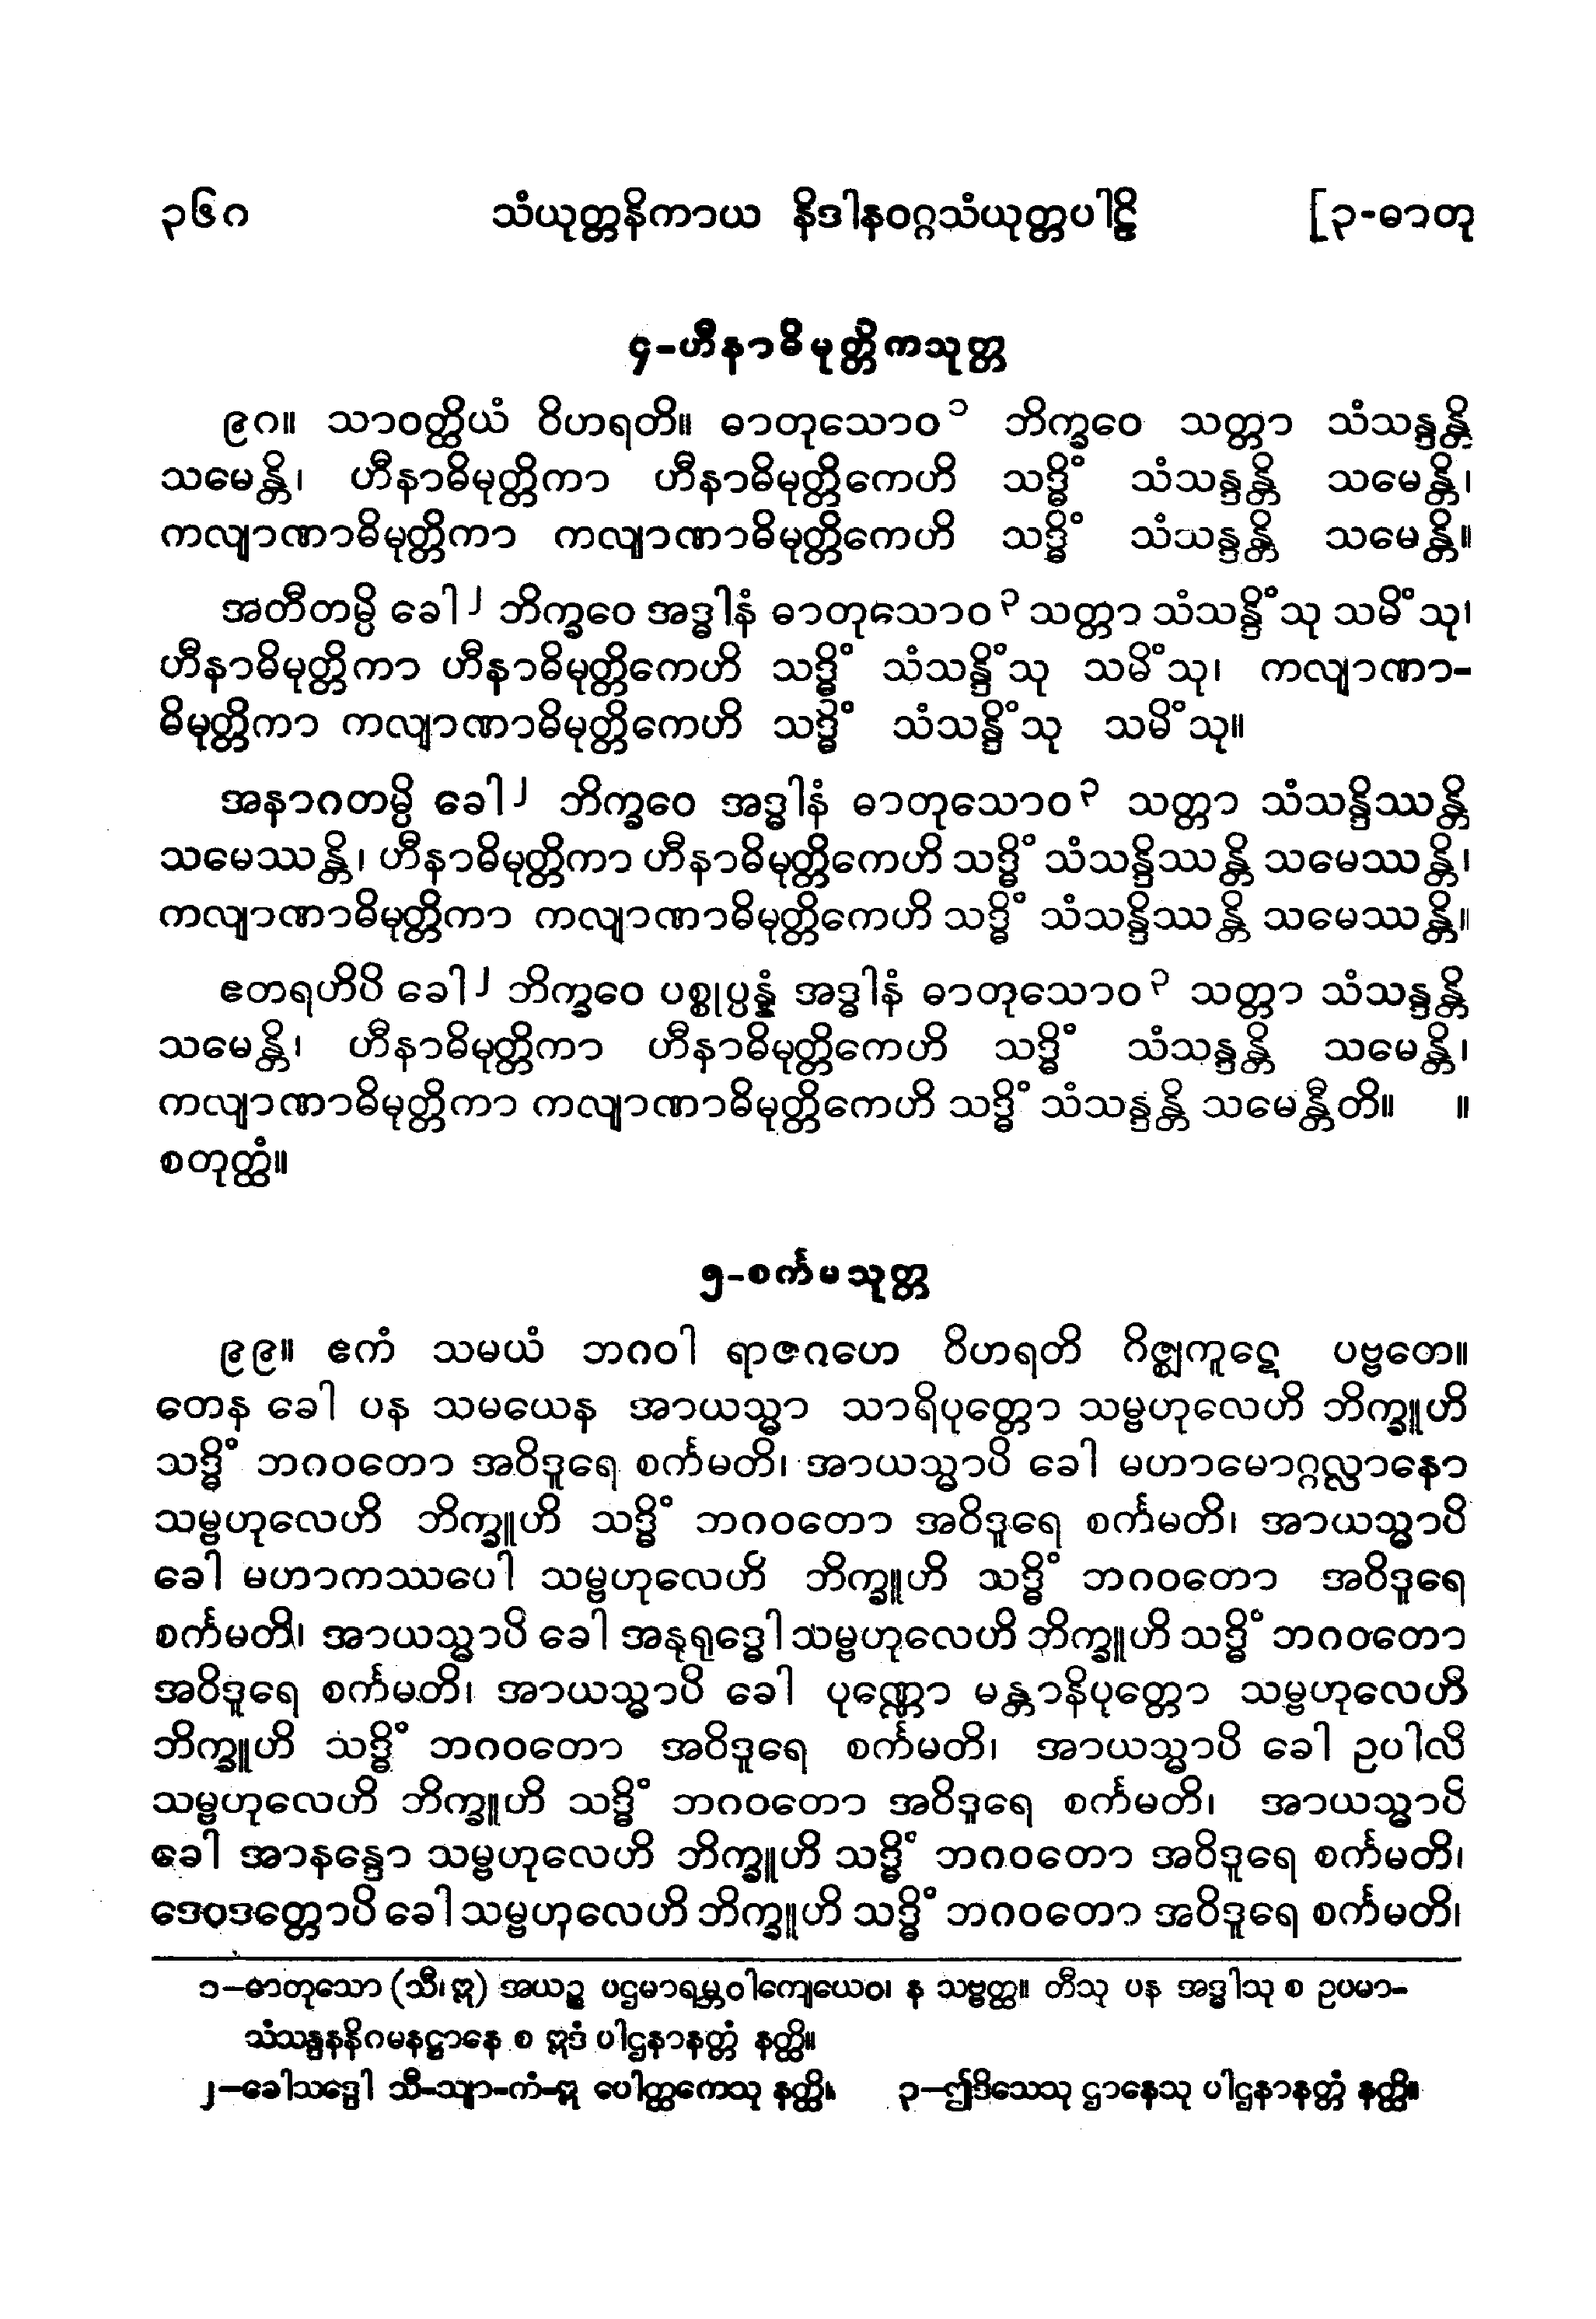 ၃၆ဂ သံယုတ္တနိကာယ နိဒါနဝဂ္ဂသံယုတ္တပါဠိ [၃-ဓာတု
၄-ဟီနာဓိမုတ္တိကသုတ္တ
၉ဂ။ သာဝတ္ထိယံ ဝိဟရတိ။ ဓာတုသောဝ၁ ဘိက္ခဝေ သတ္တာ သံသန္ဒန္တိ
သမေန္တိ၊ ဟီနာဓိမုတ္တိကာ ဟီနာဓိမုတ္တိကေဟိ သဒ္ဓိံ သံသန္ဒန္တိ သမေန္တိ၊
ကလျာဏာဓိမုတ္တိကာ ကလျာဏာဓိမုတ္တိကေဟိ သဒ္ဓိံ သံသန္ဒန္တိ သမေန္တိ။
အတီတမ္ပိ ခေါ၂ ဘိက္ခဝေ အဒ္ဓါနံ ဓာတုသောဝ၃ သတ္တာ သံသန္ဒိံသု သမိံသု၊
ဟီနာဓိမုတ္တိကာ ဟီနာဓိမုတ္တိကေဟိ သဒ္ဓိံ သံသန္ဒိံသု သမိံသု၊ ကလျာဏာ-
ဓိမုတ္တိကာ ကလျာဏာဓိမုတ္တိကေဟိ သဒ္ဓိံ သံသန္ဒိံသု သမိံသု။
အနာဂတမ္ပိ ခေါ၂ ဘိက္ခဝေ အဒ္ဓါနံ ဓာတုသောဝ၃ သတ္တာ သံသန္ဒိဿန္တိ
သမေဿန္တိ၊ ဟီနာဓိမုတ္တိကာ ဟီနာဓိမုတ္တိကေဟိ သဒ္ဓိံ သံသန္ဒိဿန္တိ သမေဿန္တိ၊
ကလျာဏာဓိမုတ္တိကာ ကလျာဏာဓိမုတ္တိကေဟိ သဒ္ဓိံ သံသန္ဒိဿန္တိ သမေဿန္တိ။
ဧတရဟိပိ ခေါ၂ ဘိက္ခဝေ ပစ္စုပ္ပန္နံ အဒ္ဓါနံ ဓာတုသောဝ၃ သတ္တာ သံသန္ဒန္တိ
သမေန္တိ၊ ဟီနာဓိမုတ္တိကာ ဟီနာဓိမုတ္တိကေဟိ သဒ္ဓိံ သံသန္ဒန္တိ သမေန္တိ၊
ကလျာဏာဓိမုတ္တိကာ ကလျာဏာဓိမုတ္တိကေဟိ သဒ္ဓိံ သံသန္ဒန္တိ သမေန္တီတိ။ ။
စတုတ္ထံ။
၅-စင်္ကမသုတ္တ
၉၉။ ဧကံ သမယံ ဘဂဝါ ရာဇဂဟေ ဝိဟရတိ ဂိဇ္ဈကူဋေ ပဗ္ဗတေ။
တေန ခေါ ပန သမယေန အာယသ္မာ သာရိပုတ္တော သမ္ဗဟုလေဟိ ဘိက္ခူဟိ
သဒ္ဓိံ ဘဂဝတော အဝိဒူရေ စင်္ကမတိ၊ အာယသ္မာပိ ခေါ မဟာမောဂ္ဂလ္လာနော
သမ္ဗဟုလေဟိ ဘိက္ခူဟိ သဒ္ဓိံ ဘဂဝတော အဝိဒူရေ စင်္ကမတိ၊ အာယသ္မာပိ
ခေါ မဟာကဿပေါ သမ္ဗဟုလေဟိ ဘိက္ခူဟိ သဒ္ဓိံ ဘဂဝတော အဝိဒူရေ
စင်္ကမတိ၊ အာယသ္မာပိ ခေါ အနုရုဒ္ဓေါ သမ္ဗဟုလေဟိ ဘိက္ခူဟိ သဒ္ဓိံ ဘဂဝတော
အဝိဒူရေ စင်္ကမတိ၊ အာယသ္မာပိ ခေါ ပုဏ္ဏော မန္တာနိပုတ္တော သမ္ဗဟုလေဟိ
ဘိက္ခူဟိ သဒ္ဓိံ ဘဂဝတော အဝိဒူရေ စင်္ကမတိ၊ အာယသ္မာပိ ခေါ ဥပါလိ
သမ္ဗဟုလေဟိ ဘိက္ခူဟိ သဒ္ဓိံ ဘဂဝတော အဝိဒူရေ စင်္ကမတိ၊ အာယသ္မာပိ
ခေါ အာနန္ဒော သမ္ဗဟုလေဟိ ဘိက္ခူဟိ သဒ္ဓိံ ဘဂဝတော အဝိဒူရေ စင်္ကမတိ၊
ဒေဝဒတ္တောပိ ခေါ သမ္ဗဟုလေဟိ ဘိက္ခူဟိ သဒ္ဓိံ ဘဂဝတော အဝိဒူရေ စင်္ကမတိ၊
၁–ဓာတုသော (သီ၊ ဣ) အယဉ္စ ပဌမာရမ္ဘဝါကျေယေဝ၊ န သဗ္ဗတ္ထ။ တီသု ပန အဒ္ဓါသု စ ဥပမာ-
သံသန္ဒနနိဂမနဋ္ဌာနေ စ ဣဒံ ပါဌနာနတ္တံ နတ္ထိ။
၂–ခေါသဒ္ဒေါ သီ-သျာ-ကံ-ဣ ပေါတ္ထကေသု နတ္ထိ။ ၃–ဤဒိသေသု ဌာနေသု ပါဌနာနတ္တံ နတ္ထိ။